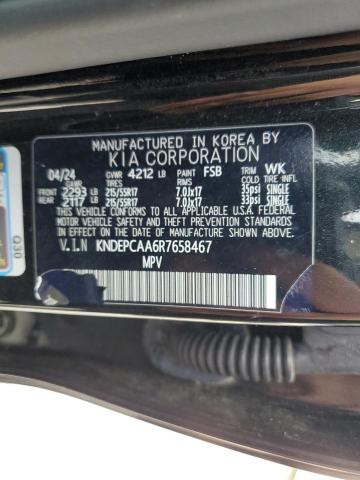 MANUFACTURED IN KOREA BY
KIA CORPORATION
04/24 GVWR 4212 LB PAINT FSB TRIM WK
TIRES RIMS COLD TIRE INFL
FRONT 2293 LB 215/55R17 7.0Jx17 35psi SINGLE
REAR 2117 LB 215/55R17 7.0Jx17 33psi SINGLE
THIS VEHICLE CONFORMS TO ALL APPLICABLE U.S.A. FEDERAL
MOTOR VEHICLE SAFETY, BUMPER, AND THEFT PREVENTION STANDARDS
IN EFFECT ON THE DATE OF MANUFACTURE SHOWN ABOVE.
V.I.N KNDEPCAA6R7658467
MPV
Q30